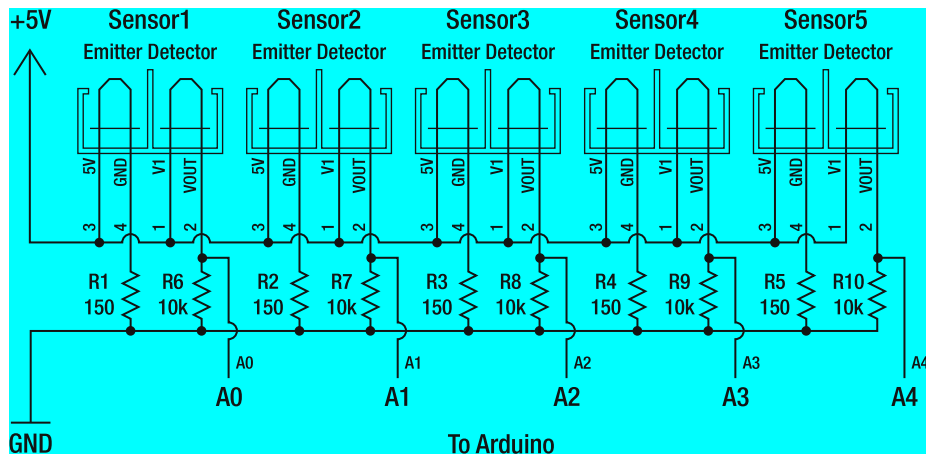 +5V Sensor1 Sensor2 Sensor3 Sensor4 Sensor5
Emitter Detector Emitter Detector Emitter Detector Emitter Detector Emitter Detector
5V GND V1 VOUT 5V GND V1 VOUT 5V GND V1 VOUT 5V GND V1 VOUT 5V GND V1 VOUT
3 4 1 2 3 4 1 2 3 4 1 2 3 4 1 2 3 4 1 2
R1 R6 R2 R7 R3 R8 R4 R9 R5 R10
150 10k 150 10k 150 10k 150 10k 150 10k
A0 A1 A2 A3 A4
A0 A1 A2 A3 A4
GND To Arduino